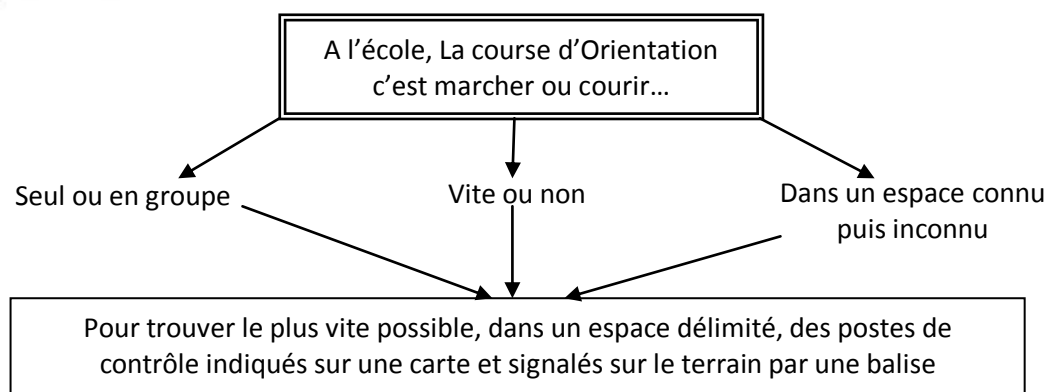 A l’école, La course d’Orientation
c’est marcher ou courir…
Seul ou en groupe
Vite ou non
Dans un espace connu
puis inconnu
Pour trouver le plus vite possible, dans un espace délimité, des postes de
contrôle indiqués sur une carte et signalés sur le terrain par une balise